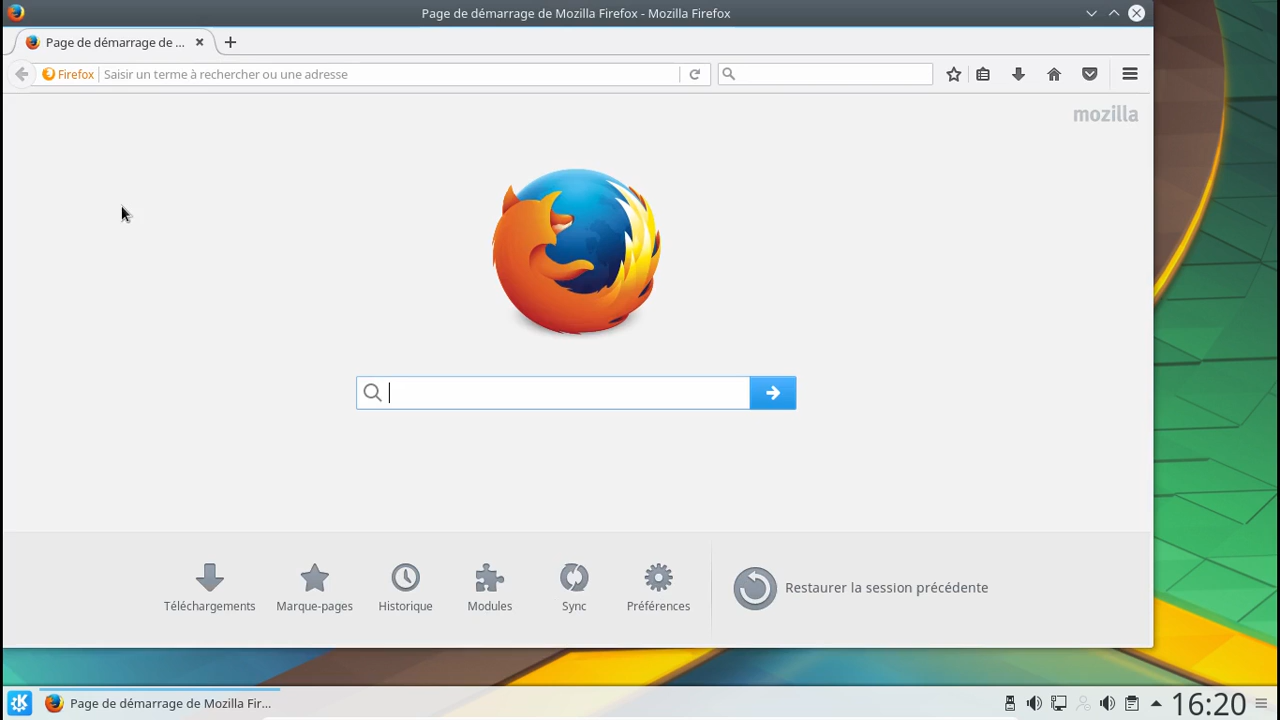 Page de démarrage de Mozilla Firefox - Mozilla Firefox
Page de démarrage de ...
Firefox
Saisir un terme à rechercher ou une adresse
mozilla
Téléchargements
Marque-pages
Historique
Modules
Sync
Préférences
Restaurer la session précédente
Page de démarrage de Mozilla Fir...
16:20